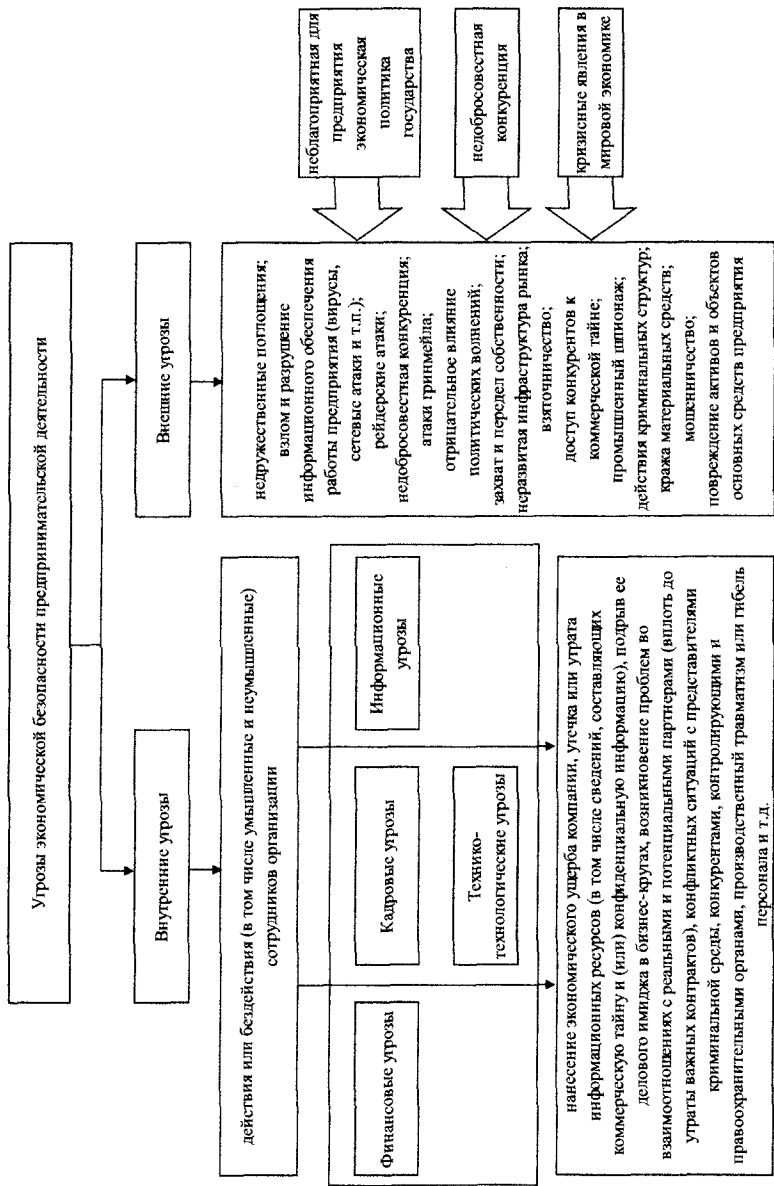 Угрозы экономической безопасности предпринимательской деятельности
Внутренние угрозы
Внешние угрозы
действия или бездействия (в том числе умышленные и неумышленные)
сотрудников организации
Финансовые угрозы
Кадровые угрозы
Информационные
угрозы
Технико-
технологические угрозы
нанесение экономического ущерба компании, утечка или утрата
информационных ресурсов (в том числе сведений, составляющих
коммерческую тайну и (или) конфиденциальную информацию), подрыв ее
делового имиджа в бизнес-кругах, возникновение проблем во
взаимоотношениях с реальными и потенциальными партнерами (вплоть до
утраты важных контрактов), конфликтных ситуаций с представителями
криминальной среды, конкурентами, контролирующими и
правоохранительными органами, производственный травматизм или гибель
персонала и т.д.
недружественные поглощения;
взлом и разрушение
информационного обеспечения
работы предприятия (вирусы,
сетевые атаки и т.п.);
рейдерские атаки;
недобросовестная конкуренция;
атаки гринмейла;
отрицательное влияние
политических волнений;
захват и передел собственности;
неразвитая инфраструктура рынка;
взяточничество;
доступ конкурентов к
коммерческой тайне;
промышленный шпионаж;
действия криминальных структур;
кража материальных средств;
мошенничество;
повреждение активов и объектов
основных средств предприятия
неблагоприятная для
предприятия
экономическая
политика
государства
недобросовестная
конкуренция
кризисные явления в
мировой экономике